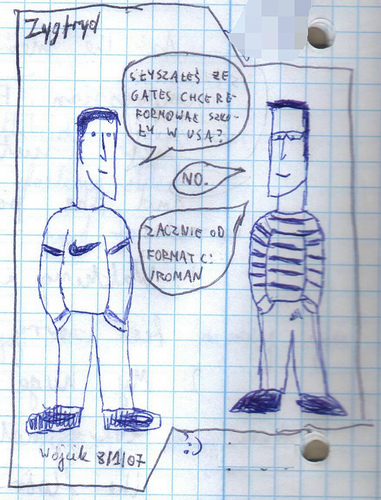 Zygfryd
SŁYSZAŁEŚ ŻE
GATES CHCE RE-
FORMOWAĆ SZKO-
ŁY W USA?
NO.
ZACZNIE OD
FORMAT C:
/ROMAN
Wójcik 8/1/07
:)